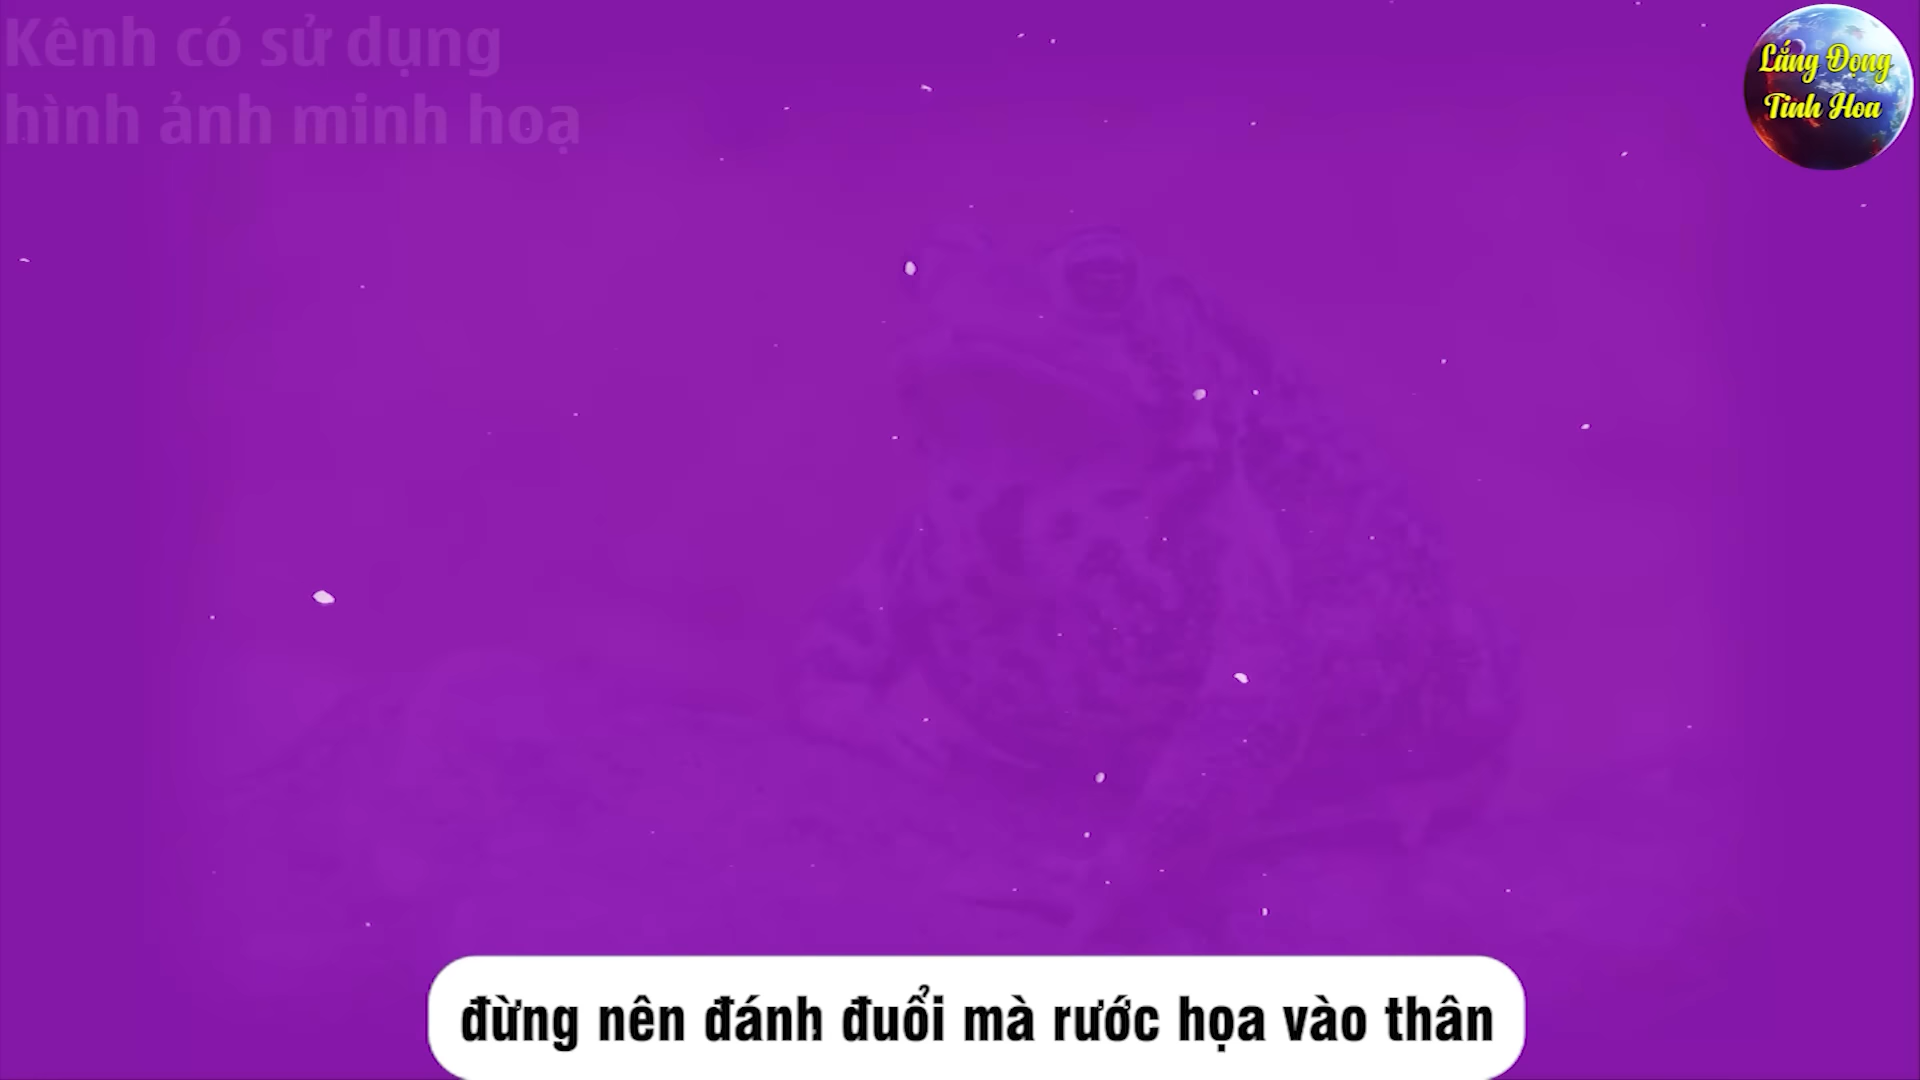 Kênh có sử dụng
hình ảnh minh hoạ
Lắng Đọng
Tinh Hoa
đừng nên đánh đuổi mà rước họa vào thân